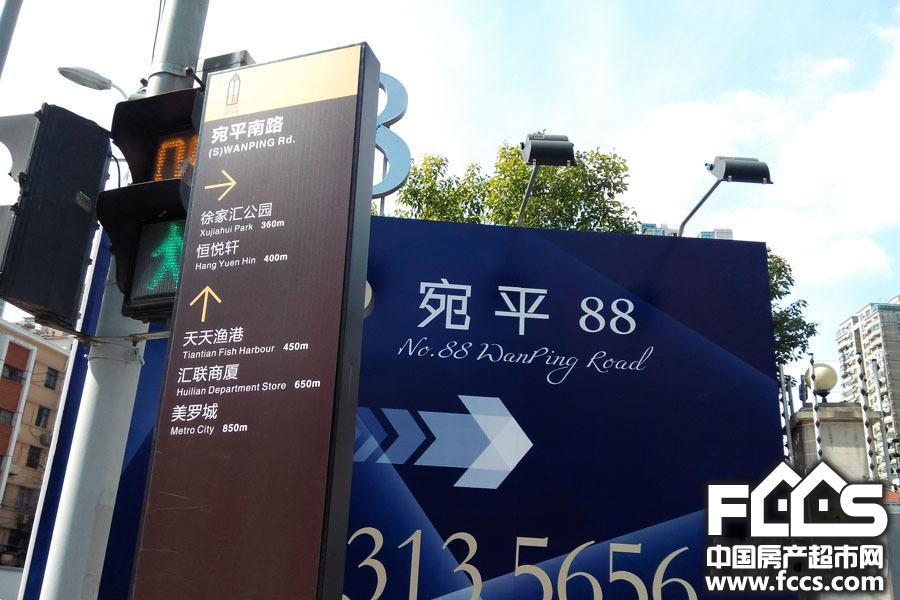 宛平南路
(S)WANPING Rd.
徐家汇公园
Xujiahui Park 360m
恒悦轩
Hang Yuen Hin 400m
天天渔港
Tiantian Fish Harbour 450m
汇联商厦
Huilian Department Store 650m
美罗城
Metro City 850m
8
宛平 88
No.88 WanPing Road
313 5656
FCCS
中国房产超市网
www.fccs.com